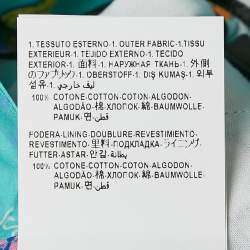 1. TESSUTO ESTERNO-1. OUTER FABRIC-1.TISSU
EXTERIEUR-1.TEJIDO EXTERNO-1. TECIDO
EXTERIOR-1. 面料-1. НАРУЖНАЯ ТКАНЬ-1. 外側
のファブリック-1. OBERSTOFF-1. DIŞ KUMAŞ-1. 외부
섬유-1. ليف خارجي
100% COTONE-COTTON-COTON-ALGODON
ALGODÃO-棉-ХЛОПОК-綿-BAUMWOLLE-
PAMUK-면-قطن
FODERA-LINING-DOUBLURE-REVESTIMIENTO-
REVESTIMENTO-里料-ПОДКЛАДКА-ライニング-
FUTTER-ASTAR-안감-بطانة
100% COTONE-COTTON-COTON-ALGODON
ALGODÃO-棉-ХЛОПОК-綿-BAUMWOLLE-
PAMUK-면-قطن